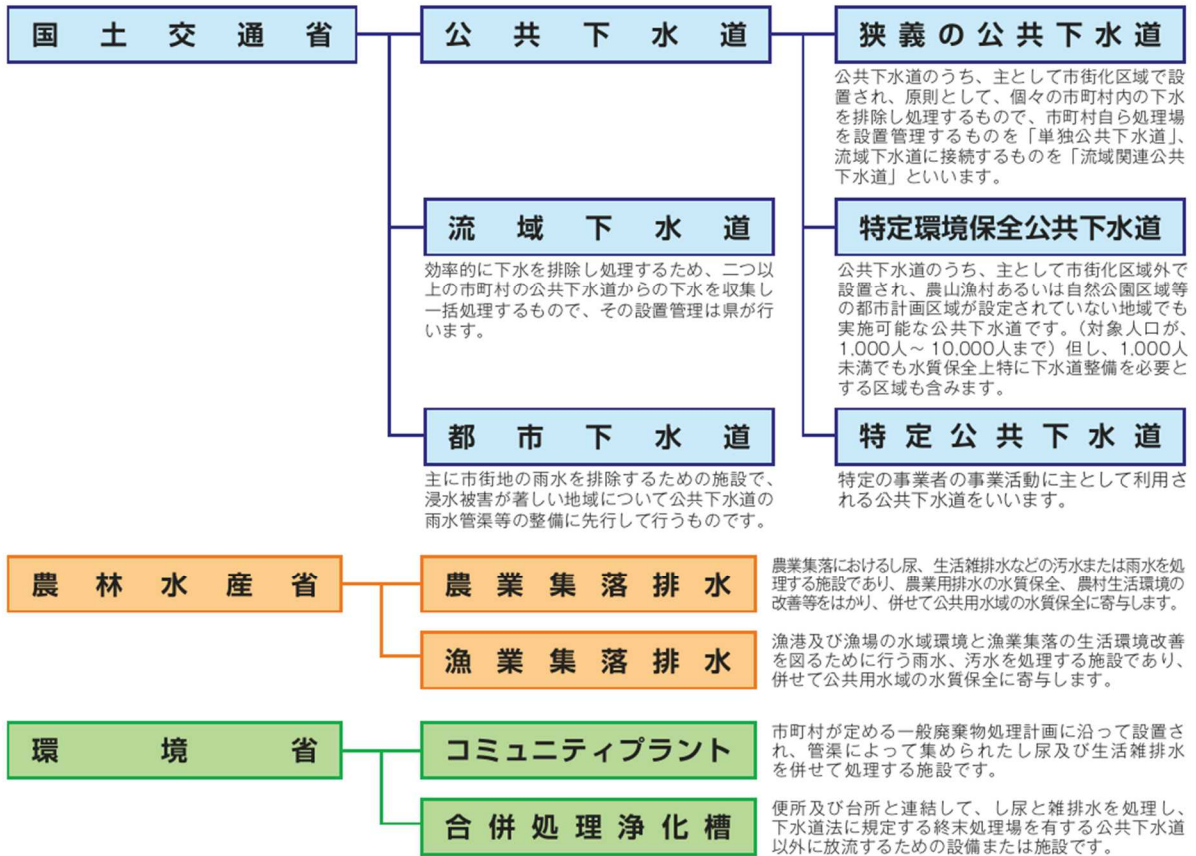 国土交通省
公共下水道
狭義の公共下水道
公共下水道のうち、主として市街化区域で設
置され、原則として、個々の市町村内の下水
を排除し処理するもので、市町村自ら処理場
を設置管理するものを「単独公共下水道」、
流域下水道に接続するものを「流域関連公共
下水道」といいます。
流域下水道
効率的に下水を排除し処理するため、二つ以
上の市町村の公共下水道からの下水を収集し
一括処理するもので、その設置管理は県が行
います。
特定環境保全公共下水道
公共下水道のうち、主として市街化区域外で
設置され、農山漁村あるいは自然公園区域等
の都市計画区域が設定されていない地域でも
実施可能な公共下水道です。（対象人口が、
1,000人～10,000人まで）但し、1,000人
未満でも水質保全上特に下水道整備を必要と
する区域も含みます。
都市下水道
主に市街地の雨水を排除するための施設で、
浸水被害が著しい地域について公共下水道の
雨水管渠等の整備に先行して行うものです。
特定公共下水道
特定の事業者の事業活動に主として利用さ
れる公共下水道をいいます。
農林水産省
農業集落排水
農業集落におけるし尿、生活雑排水などの汚水または雨水を処
理する施設であり、農業用排水の水質保全、農村生活環境の
改善等をはかり、併せて公共用水域の水質保全に寄与します。
漁業集落排水
漁港及び漁場の水域環境と漁業集落の生活環境改善
を図るために行う雨水、汚水を処理する施設であり、
併せて公共用水域の水質保全に寄与します。
環境省
コミュニティプラント
市町村が定める一般廃棄物処理計画に沿って設置さ
れ、管渠によって集められたし尿及び生活雑排水
を併せて処理する施設です。
合併処理浄化槽
便所及び台所と連結して、し尿と雑排水を処理し、
下水道法に規定する終末処理場を有する公共下水道
以外に放流するための設備または施設です。